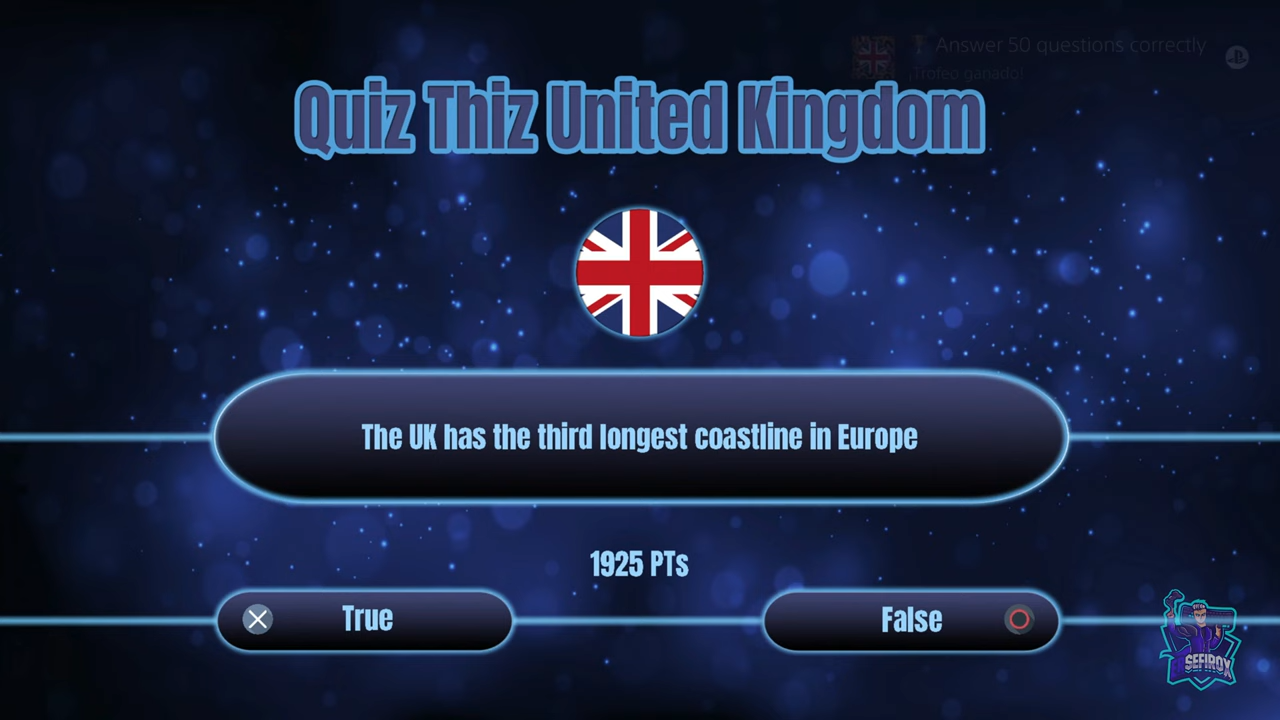 Answer 50 questions correctly
¡Trofeo ganado!
Quiz Thiz United Kingdom
The UK has the third longest coastline in Europe
1925 PTs
True
False
SEFIROX